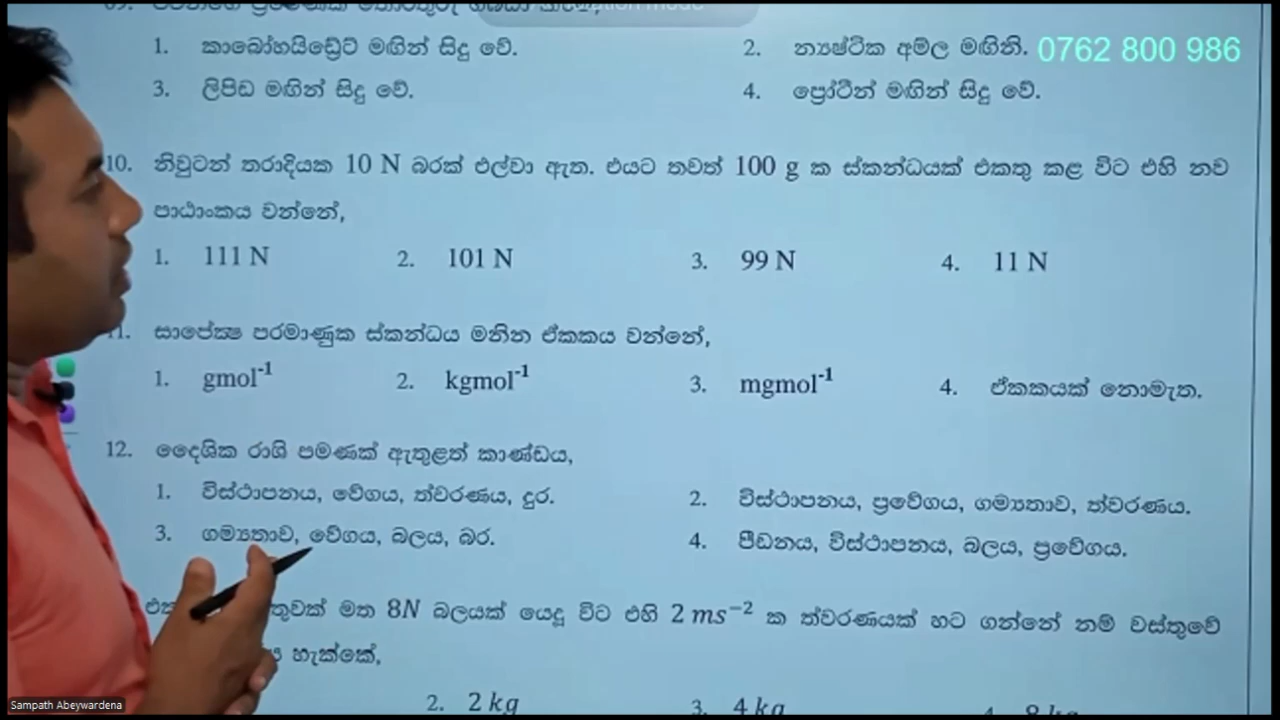 1. කාබෝහයිඩ්‍රේට් මඟින් සිදු වේ. 2. න්‍යෂ්ටික අම්ල මඟිනි. 0762 800 986
3. ලිපිඩ මඟින් සිදු වේ. 4. ප්‍රෝටීන් මඟින් සිදු වේ.
10. නිව්ටන් තරාදියක 10 N බරක් එල්වා ඇත. එයට තවත් 100 g ක ස්කන්ධයක් එකතු කළ විට එහි නව
පාඨාංකය වන්නේ,
1. 111 N 2. 101 N 3. 99 N 4. 11 N
11. සාපේක්‍ෂ පරමාණුක ස්කන්ධය මනින ඒකකය වන්නේ,
1. gmol⁻¹ 2. kgmol⁻¹ 3. mgmol⁻¹ 4. ඒකකයක් නොමැත.
12. දෛශික රාශි පමණක් ඇතුළත් කාණ්ඩය,
1. විස්ථාපනය, වේගය, ත්වරණය, දුර. 2. විස්ථාපනය, ප්‍රවේගය, ගම්‍යතාව, ත්වරණය.
3. ගම්‍යතාව, වේගය, බලය, බර. 4. පීඩනය, විස්ථාපනය, බලය, ප්‍රවේගය.
මත 8N බලයක් යෙදූ විට එහි 2 ms⁻² ක ත්වරණයක් හට ගන්නේ නම් වස්තුවේ
හැක්කේ,
2. 2 kg 3. 4 kg
Sampath Abeywardena